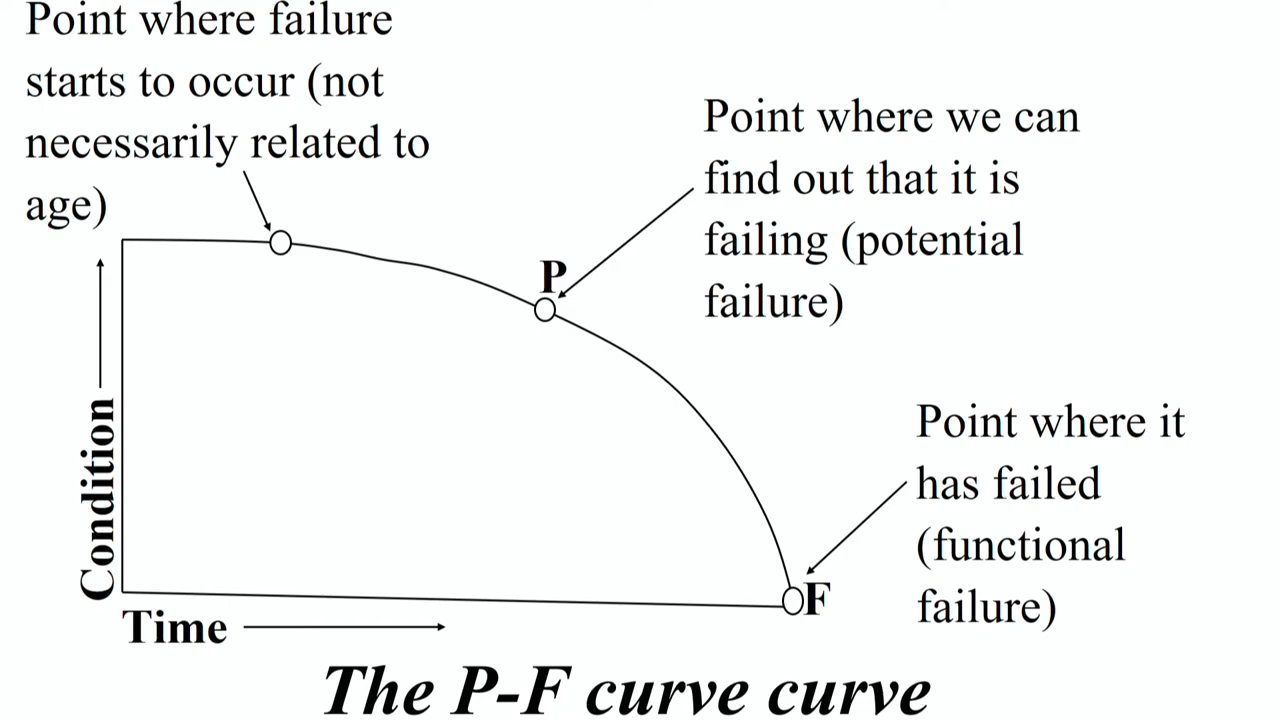 Point where failure
starts to occur (not
necessarily related to
age)
Point where we can
find out that it is
failing (potential
failure)
P
Point where it
has failed
(functional
failure)
F
Condition
Time
The P-F curve curve